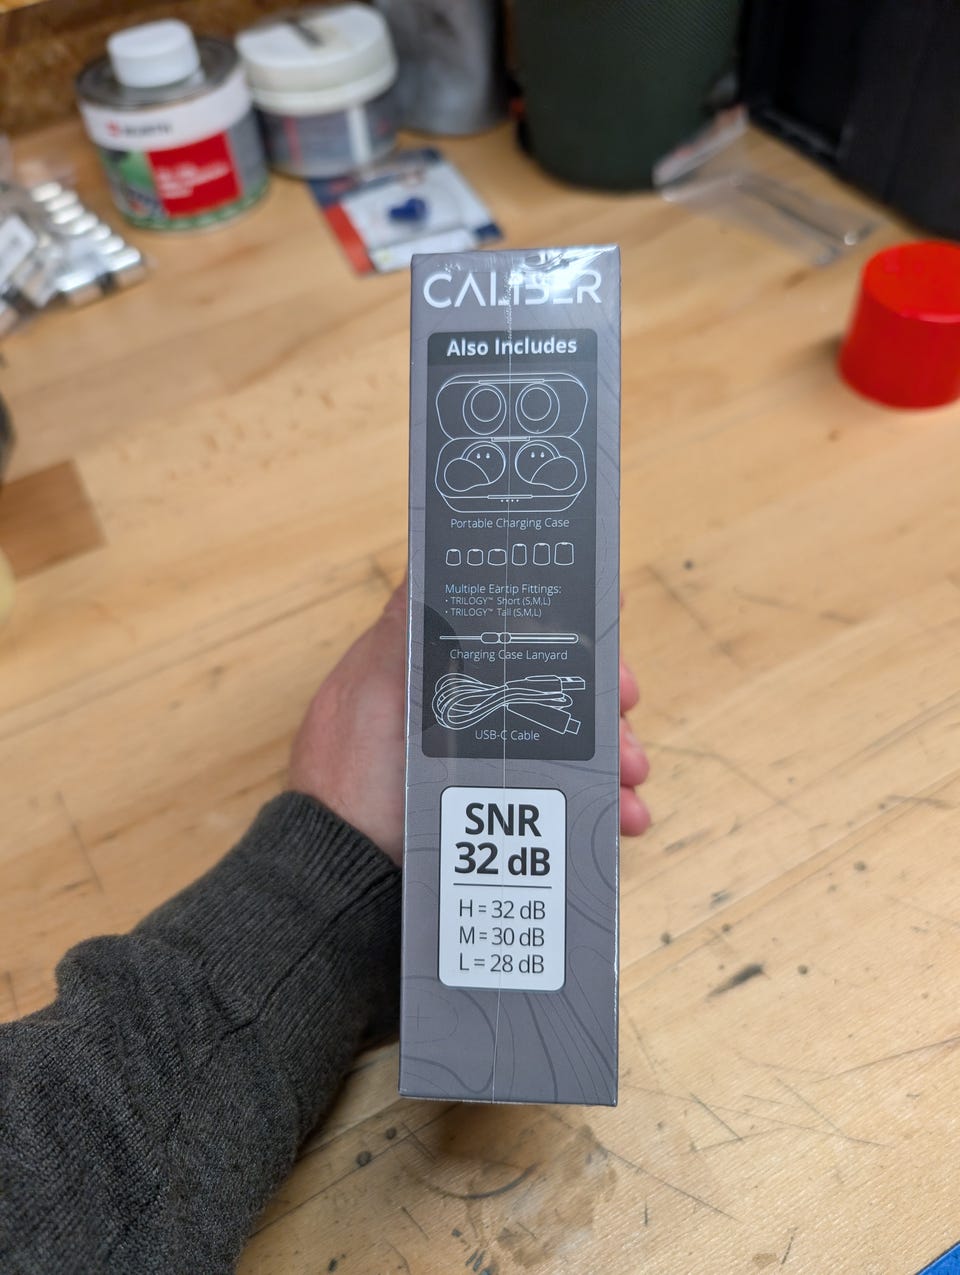 WÜRTH
CALIBER
Also Includes
Portable Charging Case
Multiple Eartip Fittings:
• TRILOGY™ Short (S,M,L)
• TRILOGY™ Tall (S,M,L)
Charging Case Lanyard
USB-C Cable
SNR
32 dB
H = 32 dB
M = 30 dB
L = 28 dB